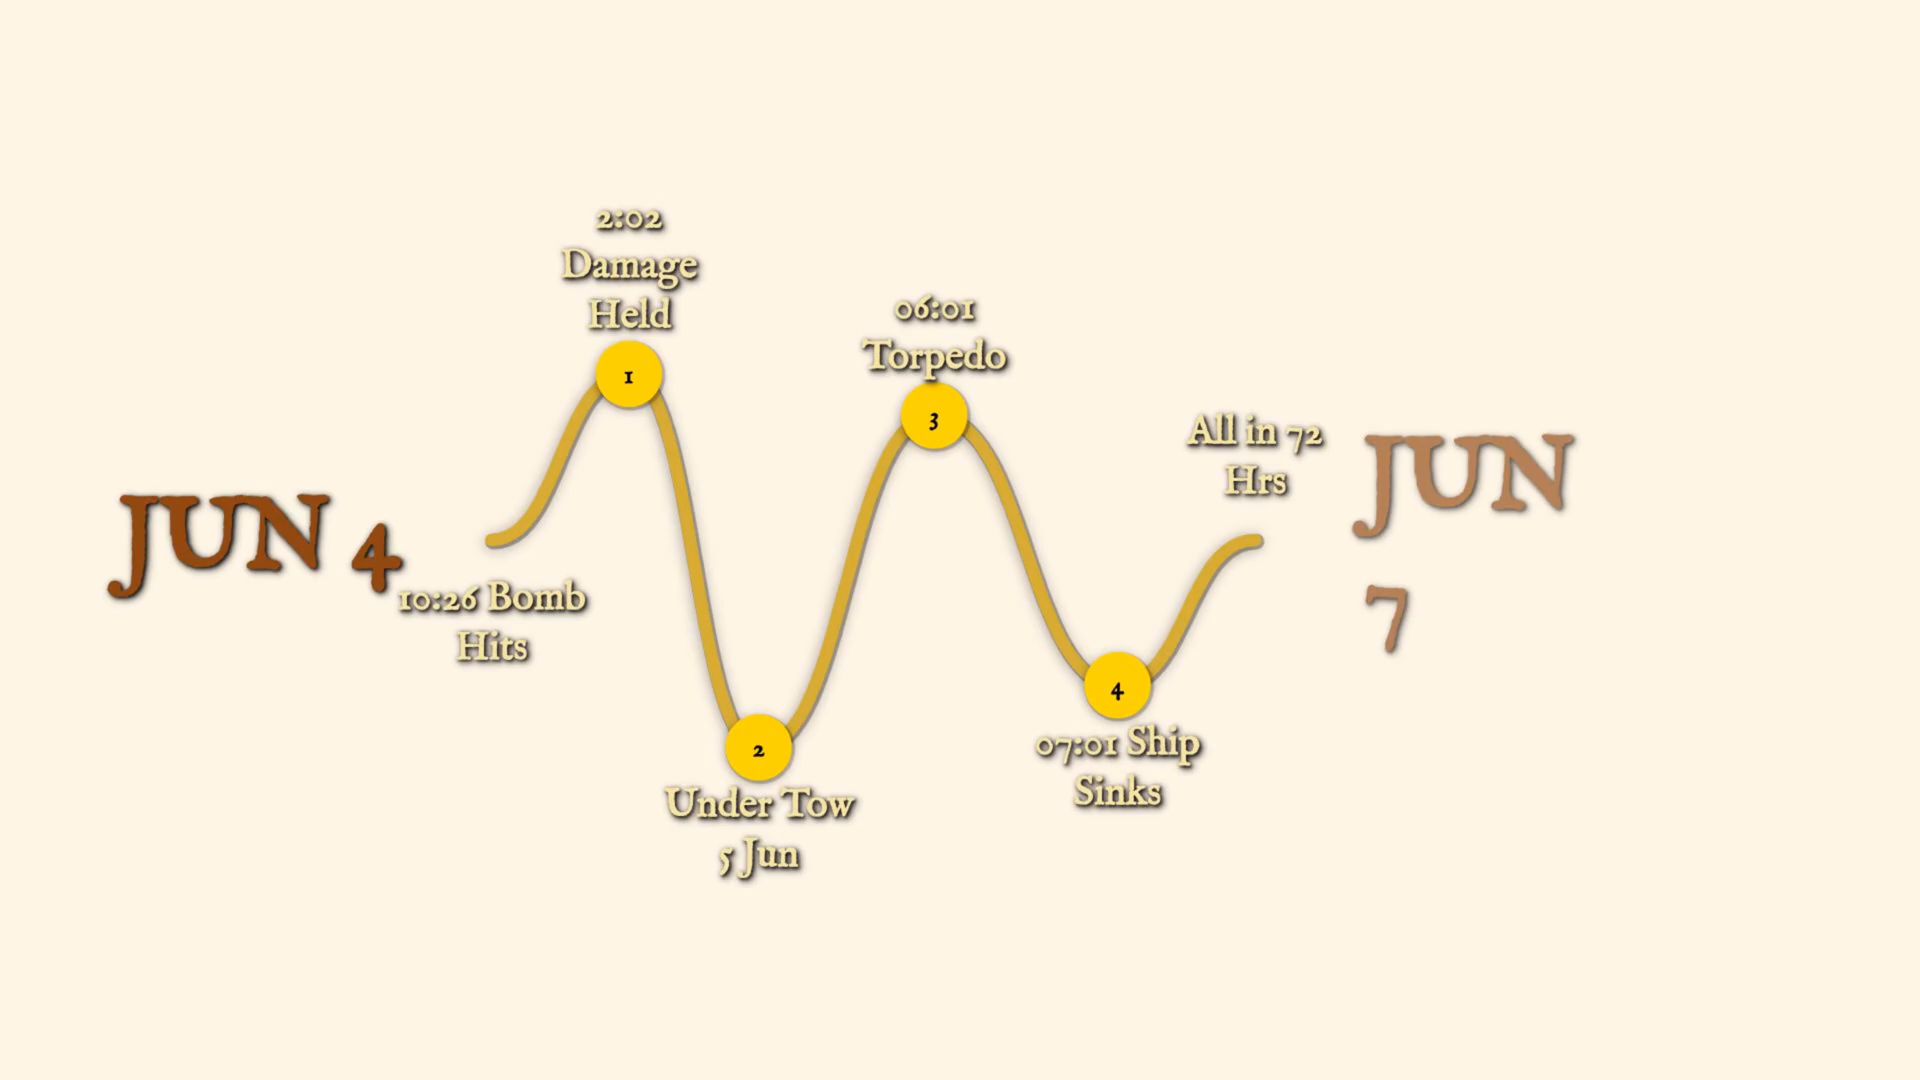 JUN 4
10:26 Bomb
Hits
2:02
Damage
Held
1
2
Under Tow
5 Jun
06:01
Torpedo
3
4
07:01 Ship
Sinks
All in 72
Hrs
JUN
7